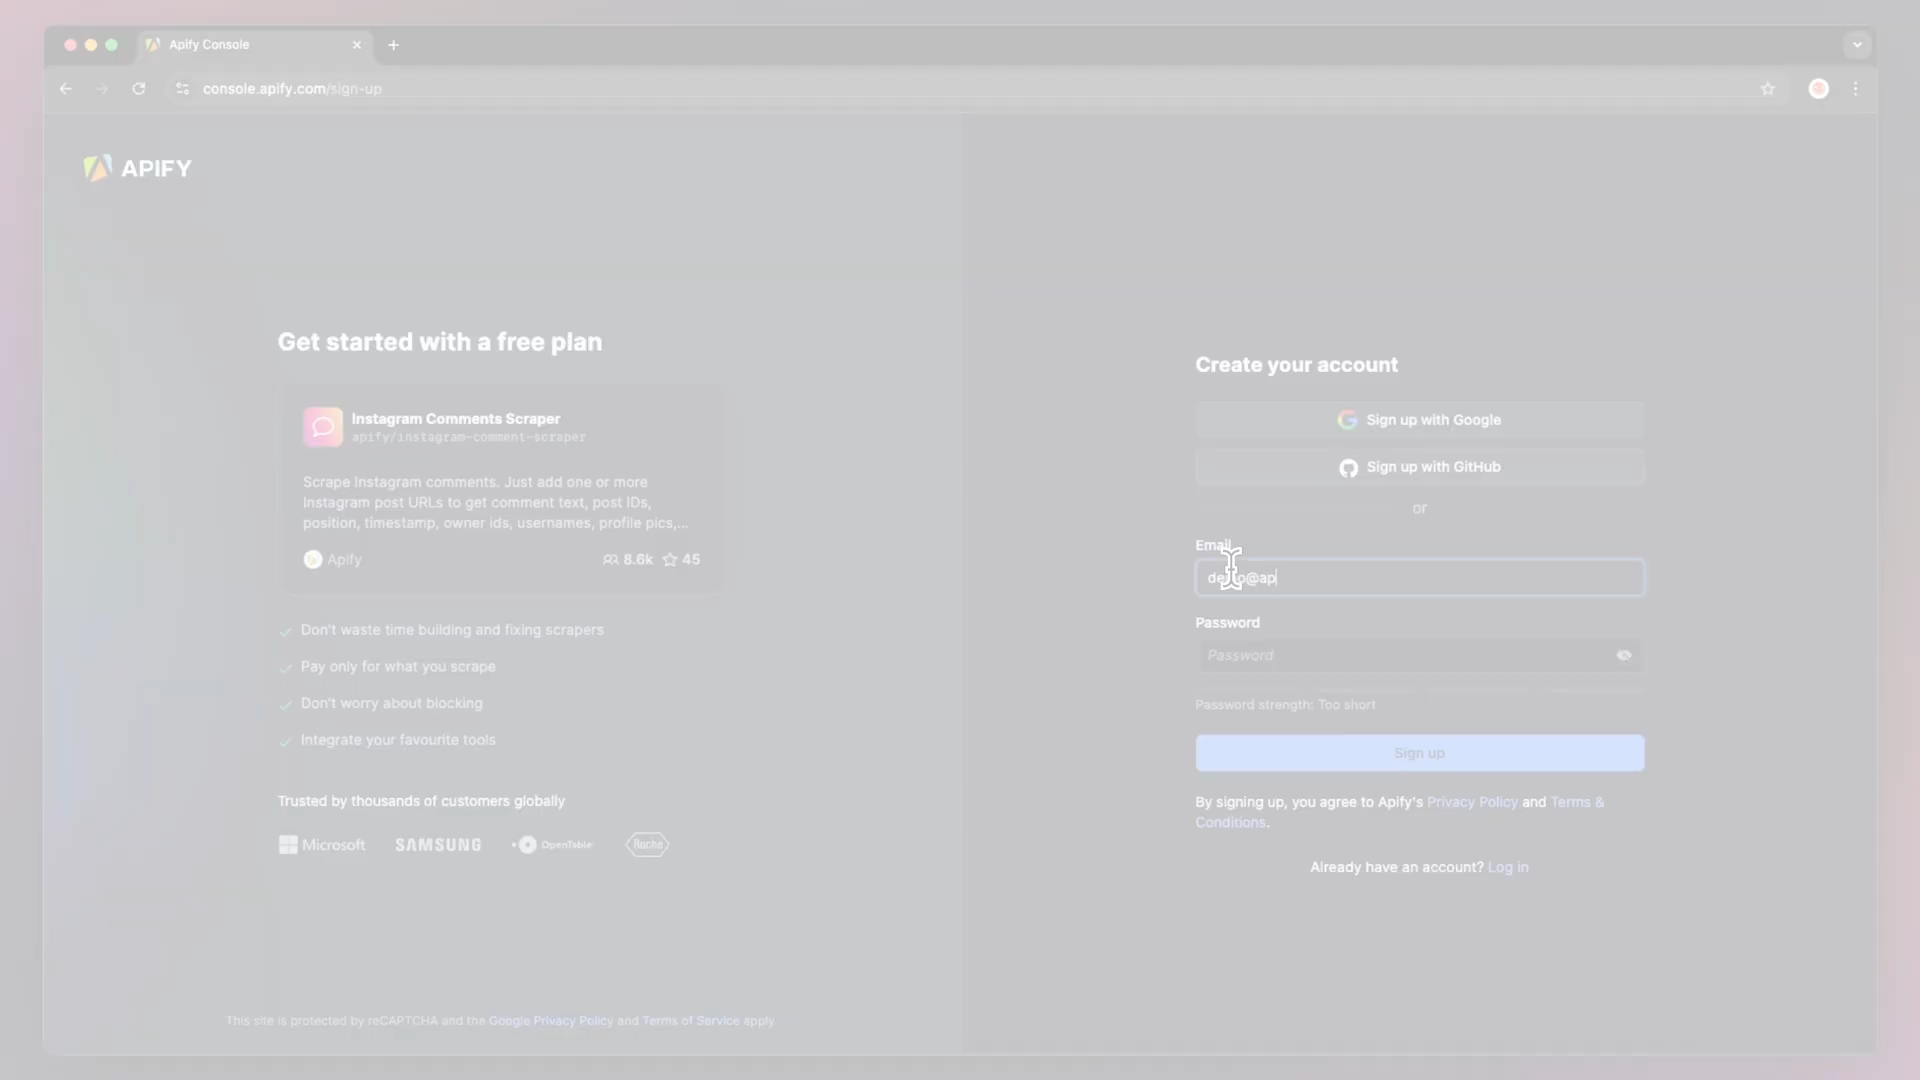 Apify Console
console.apify.com/sign-up
APIFY
Get started with a free plan
Instagram Comments Scraper
apify/instagram-comment-scraper
Scrape Instagram comments. Just add one or more
Instagram post URLs to get comment text, post IDs,
position, timestamp, owner ids, usernames, profile pics,...
Apify
8.6k
45
Don't waste time building and fixing scrapers
Pay only for what you scrape
Don't worry about blocking
Integrate your favourite tools
Trusted by thousands of customers globally
Microsoft
SAMSUNG
OpenTable
Roche
This site is protected by reCAPTCHA and the Google Privacy Policy and Terms of Service apply
Create your account
Sign up with Google
Sign up with GitHub
or
Email
Password
Password
Password strength: Too short
Sign up
By signing up, you agree to Apify's Privacy Policy and Terms &
Conditions.
Already have an account? Log in